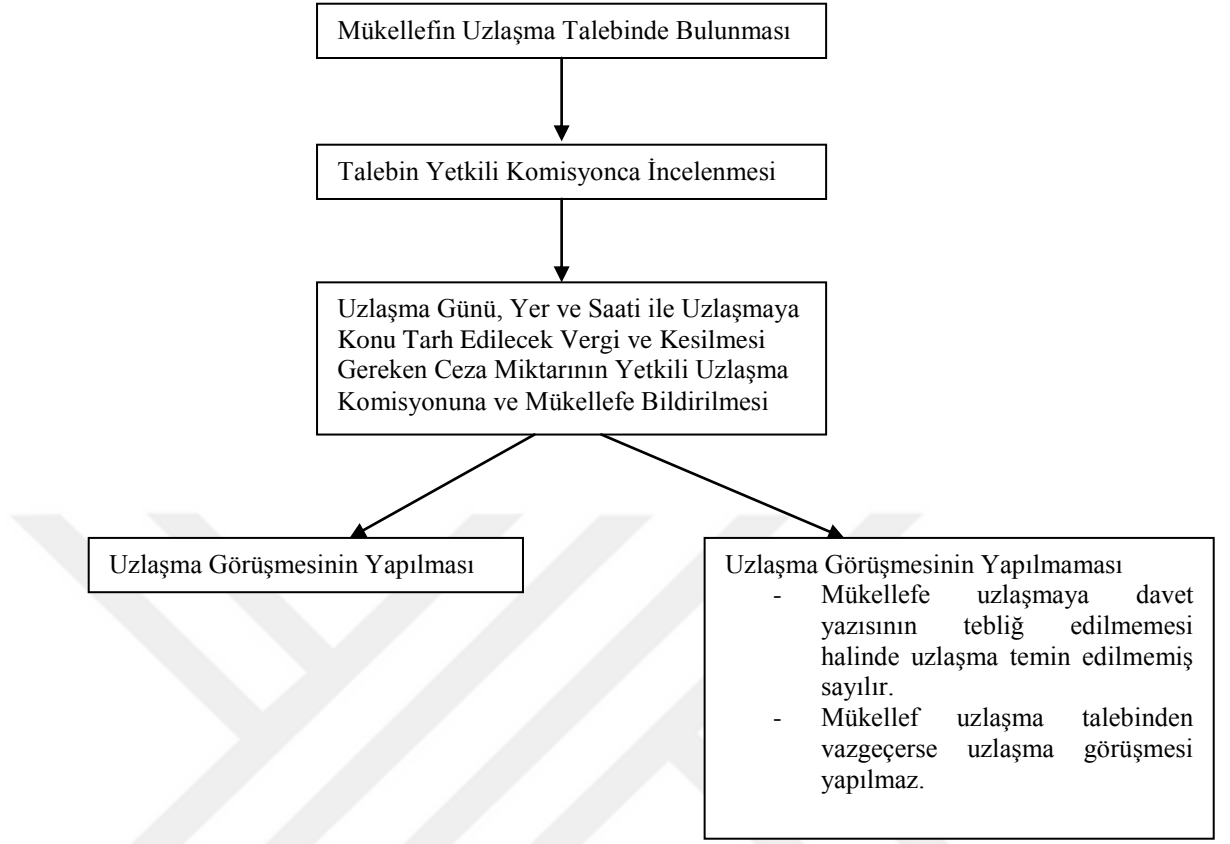 Mükellefin Uzlaşma Talebinde Bulunması
Talebin Yetkili Komisyonca İncelenmesi
Uzlaşma Günü, Yer ve Saati ile Uzlaşmaya
Konu Tarh Edilecek Vergi ve Kesilmesi
Gereken Ceza Miktarının Yetkili Uzlaşma
Komisyonuna ve Mükellefe Bildirilmesi
Uzlaşma Görüşmesinin Yapılması
Uzlaşma Görüşmesinin Yapılmaması
- Mükellefe uzlaşmaya davet
yazısının tebliğ edilmemesi
halinde uzlaşma temin edilmemiş
sayılır.
- Mükellef uzlaşma talebinden
vazgeçerse uzlaşma görüşmesi
yapılmaz.